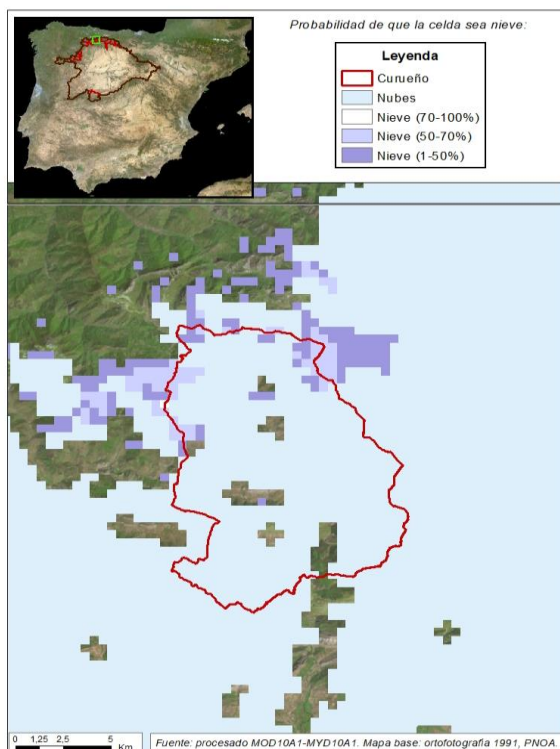 Probabilidad de que la celda sea nieve:
Leyenda
Curueño
Nubes
Nieve (70-100%)
Nieve (50-70%)
Nieve (1-50%)
0 1,25 2,5 5
Km
Fuente: procesado MOD10A1-MYD10A1. Mapa base: ortofotografía 1991, PNOA